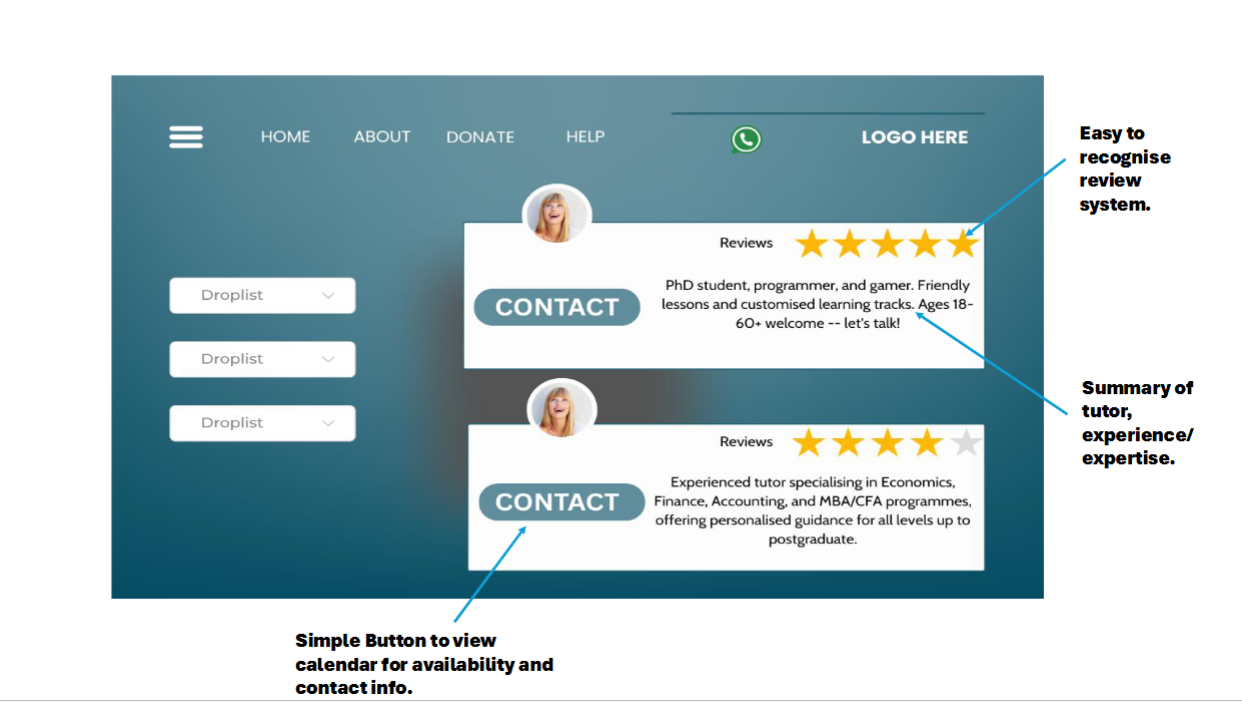 HOME ABOUT DONATE HELP LOGO HERE
Easy to
recognise
review
system.
Reviews
CONTACT
PhD student, programmer, and gamer. Friendly
lessons and customised learning tracks. Ages 18-
60+ welcome -- let's talk!
Droplist
Droplist
Droplist
Summary of
tutor,
experience/
expertise.
Reviews
CONTACT
Experienced tutor specialising in Economics,
Finance, Accounting, and MBA/CFA programmes,
offering personalised guidance for all levels up to
postgraduate.
Simple Button to view
calendar for availability and
contact info.